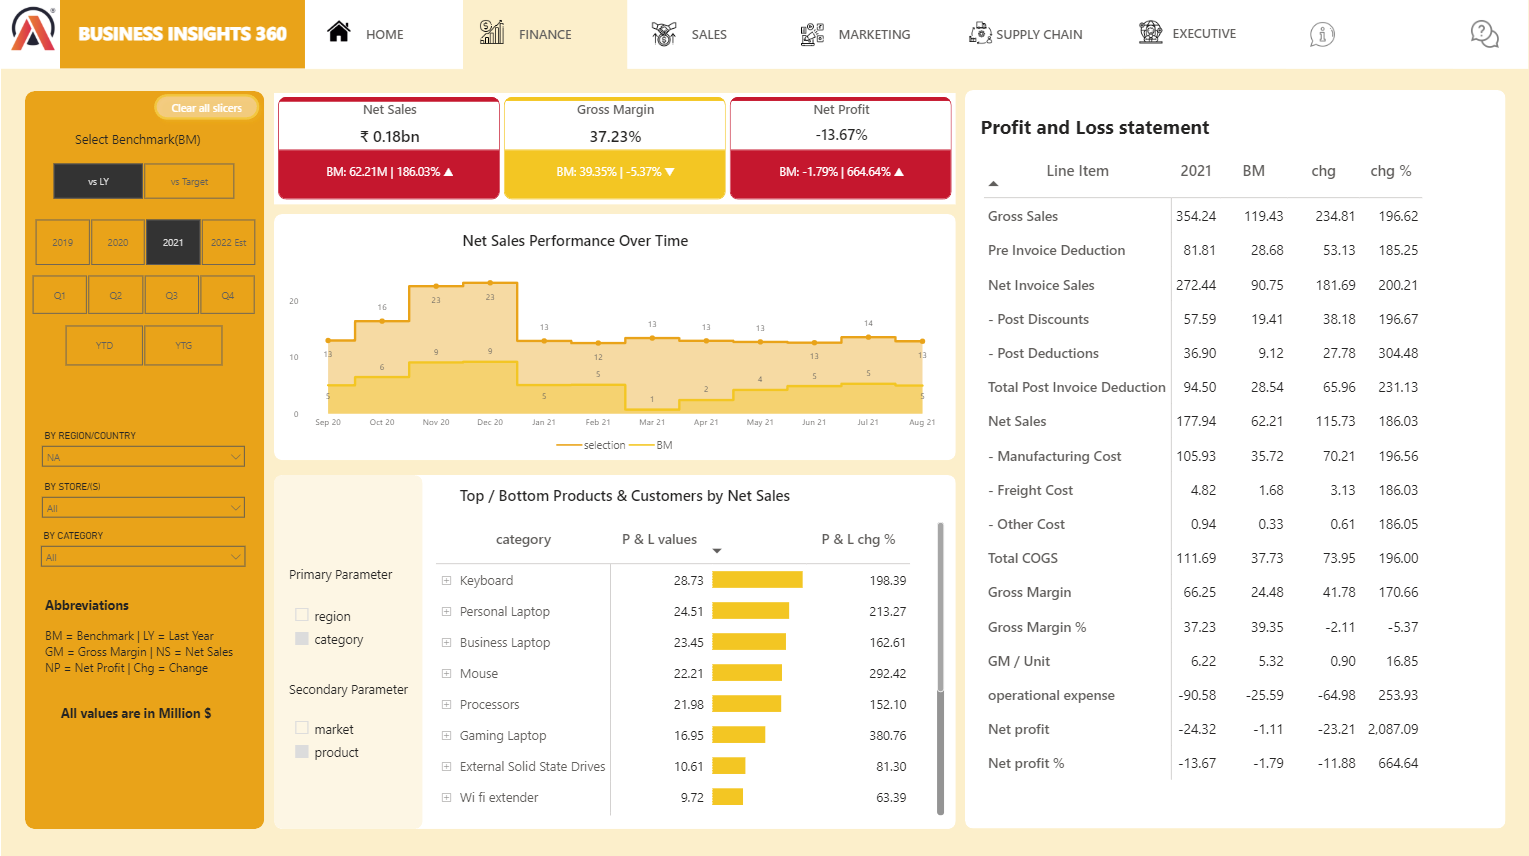 BUSINESS INSIGHTS 360
HOME
FINANCE
SALES
MARKETING
SUPPLY CHAIN
EXECUTIVE
Clear all slicers
Select Benchmark(BM)
vs LY
vs Target
2019
2020
2021
2022 Est
Q1
Q2
Q3
Q4
YTD
YTG
BY REGION/COUNTRY
NA
BY STORE/(S)
All
BY CATEGORY
All
Abbreviations
BM = Benchmark | LY = Last Year
GM = Gross Margin | NS = Net Sales
NP = Net Profit | Chg = Change
All values are in Million $
Net Sales
₹ 0.18bn
BM: 62.21M | 186.03% ▲
Gross Margin
37.23%
BM: 39.35% | -5.37% ▼
Net Profit
-13.67%
BM: -1.79% | 664.64% ▲
Net Sales Performance Over Time
20
10
0
13 16 23 23 13 12 13 13 13 13 14 13
5 6 9 9 5 5 1 2 4 5 5 5
Sep 20 Oct 20 Nov 20 Dec 20 Jan 21 Feb 21 Mar 21 Apr 21 May 21 Jun 21 Jul 21 Aug 21
selection BM
Top / Bottom Products & Customers by Net Sales
Primary Parameter
region
category
Secondary Parameter
market
product
category P & L values P & L chg %
Keyboard 28.73 198.39
Personal Laptop 24.51 213.27
Business Laptop 23.45 162.61
Mouse 22.21 292.42
Processors 21.98 152.10
Gaming Laptop 16.95 380.76
External Solid State Drives 10.61 81.30
Wi fi extender 9.72 63.39
Profit and Loss statement
Line Item 2021 BM chg chg %
Gross Sales 354.24 119.43 234.81 196.62
Pre Invoice Deduction 81.81 28.68 53.13 185.25
Net Invoice Sales 272.44 90.75 181.69 200.21
- Post Discounts 57.59 19.41 38.18 196.67
- Post Deductions 36.90 9.12 27.78 304.48
Total Post Invoice Deduction 94.50 28.54 65.96 231.13
Net Sales 177.94 62.21 115.73 186.03
- Manufacturing Cost 105.93 35.72 70.21 196.56
- Freight Cost 4.82 1.68 3.13 186.03
- Other Cost 0.94 0.33 0.61 186.05
Total COGS 111.69 37.73 73.95 196.00
Gross Margin 66.25 24.48 41.78 170.66
Gross Margin % 37.23 39.35 -2.11 -5.37
GM / Unit 6.22 5.32 0.90 16.85
operational expense -90.58 -25.59 -64.98 253.93
Net profit -24.32 -1.11 -23.21 2,087.09
Net profit % -13.67 -1.79 -11.88 664.64